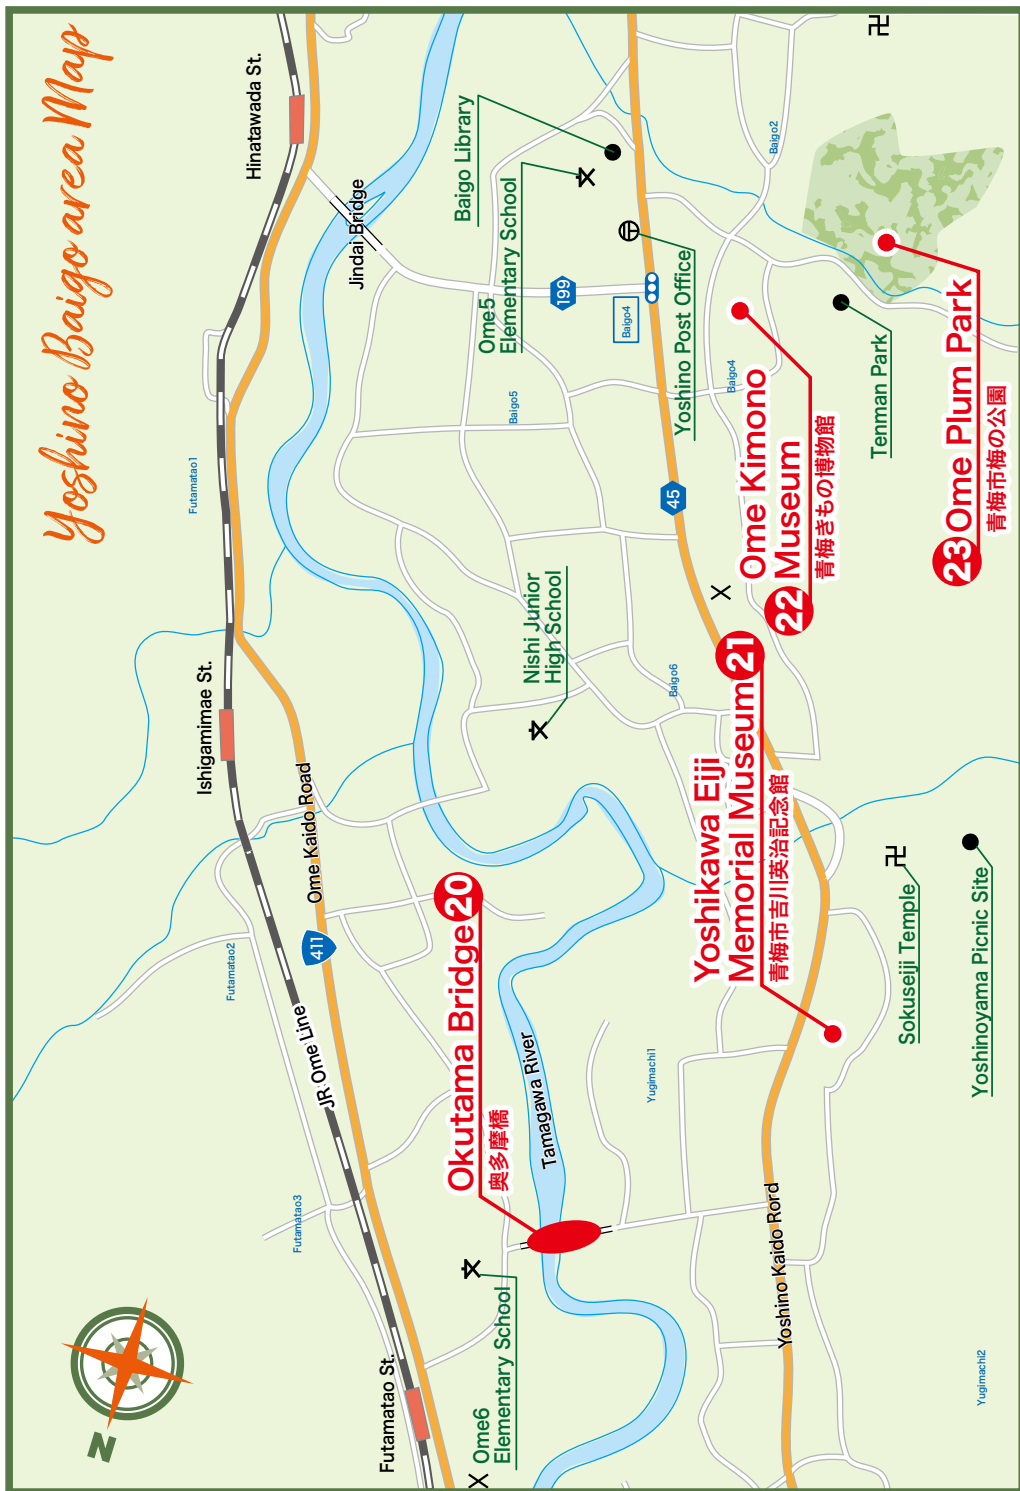 Yoshino Baigo area Map
N
Futamatao St.
Ishigamimae St.
Hinatawada St.
JR Ome Line
Ome Kaido Road
411
Futamatao3
Futamatao2
Futamatao1
Jindai Bridge
Ome6
Elementary School
Okutama Bridge
20
奥多摩橋
Tamagawa River
Nishi Junior
High School
Baigo Library
Ome5
Elementary School
199
Baigo5
Baigo4
Yoshino Post Office
45
Baigo6
Yugimachi1
Baigo4
Baigo2
Yoshikawa Eiji
Memorial Museum
21
青梅市吉川英治記念館
22
Ome Kimono
Museum
青梅きもの博物館
Yoshino Kaido Rord
Tenman Park
Sokuseiji Temple
23
Ome Plum Park
青梅市梅の公園
Yoshinoyama Picnic Site
Yugimachi2